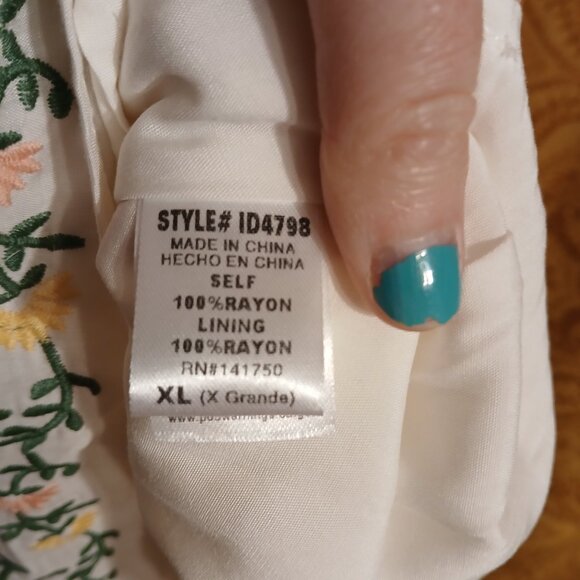 STYLE# ID4798
MADE IN CHINA
HECHO EN CHINA
SELF
100%RAYON
LINING
100%RAYON
RN#141750
XL (X Grande)